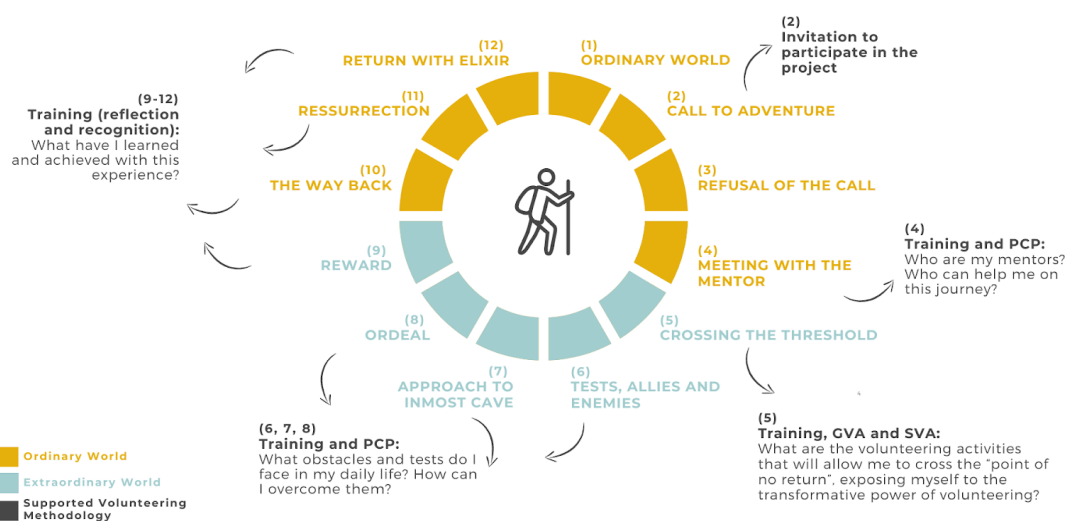 (1)
ORDINARY WORLD
(2)
CALL TO ADVENTURE
(2)
Invitation to
participate in the
project
(3)
REFUSAL OF THE CALL
(4)
MEETING WITH THE
MENTOR
(4)
Training and PCP:
Who are my mentors?
Who can help me on
this journey?
(5)
CROSSING THE THRESHOLD
(5)
Training, GVA and SVA:
What are the volunteering activities
that will allow me to cross the “point of
no return”, exposing myself to the
transformative power of volunteering?
(6)
TESTS, ALLIES AND
ENEMIES
(7)
APPROACH TO
INMOST CAVE
(8)
ORDEAL
(6, 7, 8)
Training and PCP:
What obstacles and tests do I
face in my daily life? How can
I overcome them?
(9)
REWARD
(10)
THE WAY BACK
(11)
RESSURRECTION
(12)
RETURN WITH ELIXIR
(9-12)
Training (reflection
and recognition):
What have I learned
and achieved with this
experience?
Ordinary World
Extraordinary World
Supported Volunteering
Methodology